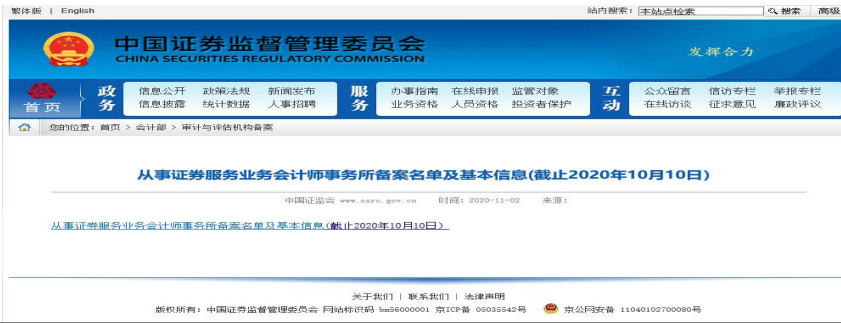 繁体版 | English 站内搜索: 本站点检索 搜索 高级
中国证券监督管理委员会
CHINA SECURITIES REGULATORY COMMISSION
发挥合力
首页
政务
信息公开 政策法规 新闻发布
信息披露 统计数据 人事招聘
服务
办事指南 在线申报 监管对象
业务资格 人员资格 投资者保护
互动
公众留言 信访专栏 举报专栏
在线访谈 征求意见 廉政评议
您的位置: 首页 > 会计部 > 审计与评估机构备案
从事证券服务业务会计师事务所备案名单及基本信息(截止2020年10月10日)
中国证监会 www.csrc.gov.cn 时间: 2020-11-02 来源:
从事证券服务业务会计师事务所备案名单及基本信息(截止2020年10月10日)
关于我们 | 联系我们 | 法律声明
版权所有: 中国证券监督管理委员会 网站标识码 bm56000001 京ICP备 05035542号 京公网安备 11040102700080号